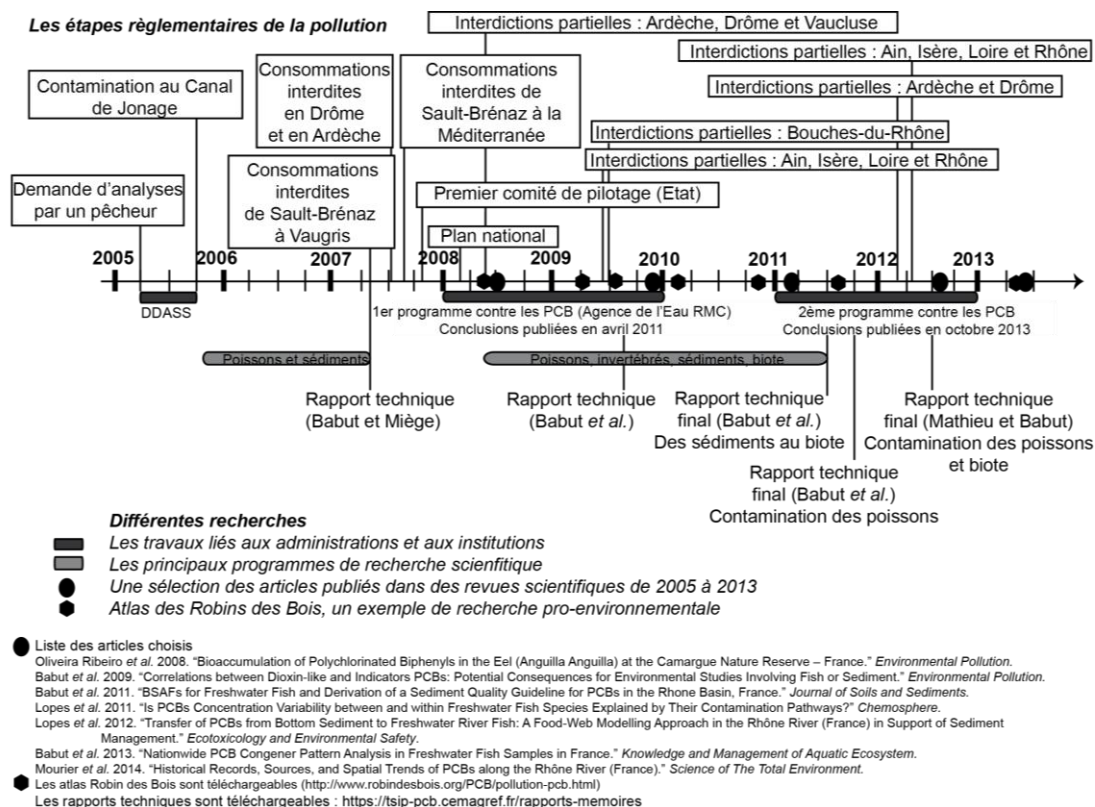 Les étapes règlementaires de la pollution
Interdictions partielles : Ardèche, Drôme et Vaucluse
Interdictions partielles : Ain, Isère, Loire et Rhône
Contamination au Canal
de Jonage
Consommations
interdites
en Drôme
et en Ardèche
Consommations
interdites de
Sault-Brénaz à la
Méditerranée
Interdictions partielles : Ardèche et Drôme
Interdictions partielles : Bouches-du-Rhône
Interdictions partielles : Ain, Isère, Loire et Rhône
Demande d'analyses
par un pêcheur
Consommations
interdites
de Sault-Brénaz
à Vaugris
Premier comité de pilotage (Etat)
Plan national
2005 2006 2007 2008 2009 2010 2011 2012 2013
DDASS
1er programme contre les PCB (Agence de l'Eau RMC)
Conclusions publiées en avril 2011
2ème programme contre les PCB
Conclusions publiées en octobre 2013
Poissons et sédiments
Poissons, invertébrés, sédiments, biote
Rapport technique
(Babut et Miège)
Rapport technique
(Babut et al.)
Rapport technique
final (Babut et al.)
Des sédiments au biote
Rapport technique
final (Mathieu et Babut)
Contamination des poissons
et biote
Rapport technique
final (Babut et al.)
Contamination des poissons
Différentes recherches
Les travaux liés aux administrations et aux institutions
Les principaux programmes de recherche scienfitique
Une sélection des articles publiés dans des revues scientifiques de 2005 à 2013
Atlas des Robins des Bois, un exemple de recherche pro-environnementale
Liste des articles choisis
Oliveira Ribeiro et al. 2008. "Bioaccumulation of Polychlorinated Biphenyls in the Eel (Anguilla Anguilla) at the Camargue Nature Reserve – France." Environmental Pollution.
Babut et al. 2009. "Correlations between Dioxin-like and Indicators PCBs: Potential Consequences for Environmental Studies Involving Fish or Sediment." Environmental Pollution.
Babut et al. 2011. "BSAFs for Freshwater Fish and Derivation of a Sediment Quality Guideline for PCBs in the Rhone Basin, France." Journal of Soils and Sediments.
Lopes et al. 2011. "Is PCBs Concentration Variability between and within Freshwater Fish Species Explained by Their Contamination Pathways?" Chemosphere.
Lopes et al. 2012. "Transfer of PCBs from Bottom Sediment to Freshwater River Fish: A Food-Web Modelling Approach in the Rhône River (France) in Support of Sediment
Management." Ecotoxicology and Environmental Safety.
Babut et al. 2013. "Nationwide PCB Congener Pattern Analysis in Freshwater Fish Samples in France." Knowledge and Management of Aquatic Ecosystem.
Mourier et al. 2014. "Historical Records, Sources, and Spatial Trends of PCBs along the Rhône River (France)." Science of The Total Environment.
Les atlas Robin des Bois sont téléchargeables (http://www.robindesbois.org/PCB/pollution-pcb.html)
Les rapports techniques sont téléchargeables : https://tsip-pcb.cemagref.fr/rapports-memoires